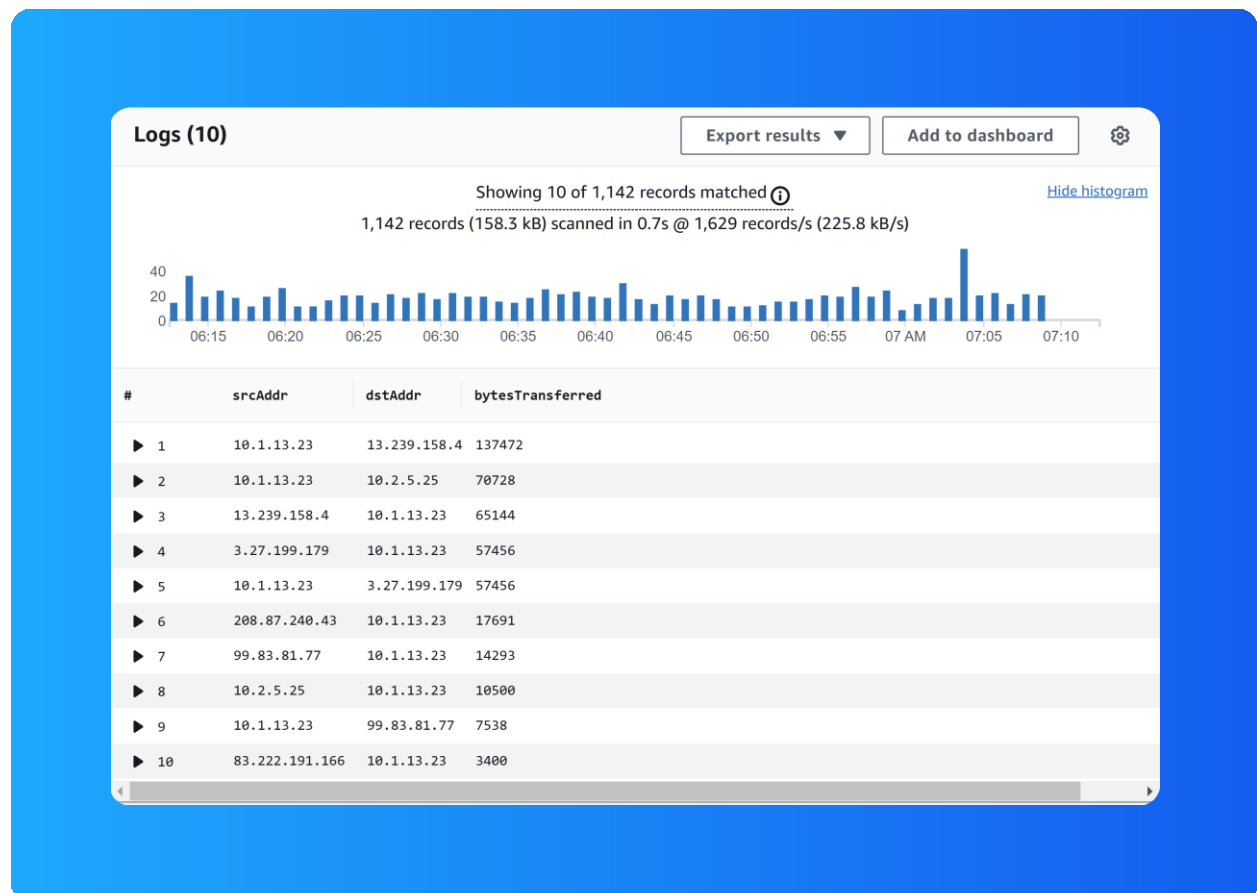 Logs (10)
Export results
Add to dashboard
Showing 10 of 1,142 records matched
Hide histogram
1,142 records (158.3 kB) scanned in 0.7s @ 1,629 records/s (225.8 kB/s)
40
20
0
06:15 06:20 06:25 06:30 06:35 06:40 06:45 06:50 06:55 07 AM 07:05 07:10
# srcAddr dstAddr bytesTransferred
1 10.1.13.23 13.239.158.4 137472
2 10.1.13.23 10.2.5.25 70728
3 13.239.158.4 10.1.13.23 65144
4 3.27.199.179 10.1.13.23 57456
5 10.1.13.23 3.27.199.179 57456
6 208.87.240.43 10.1.13.23 17691
7 99.83.81.77 10.1.13.23 14293
8 10.2.5.25 10.1.13.23 10500
9 10.1.13.23 99.83.81.77 7538
10 83.222.191.166 10.1.13.23 3400